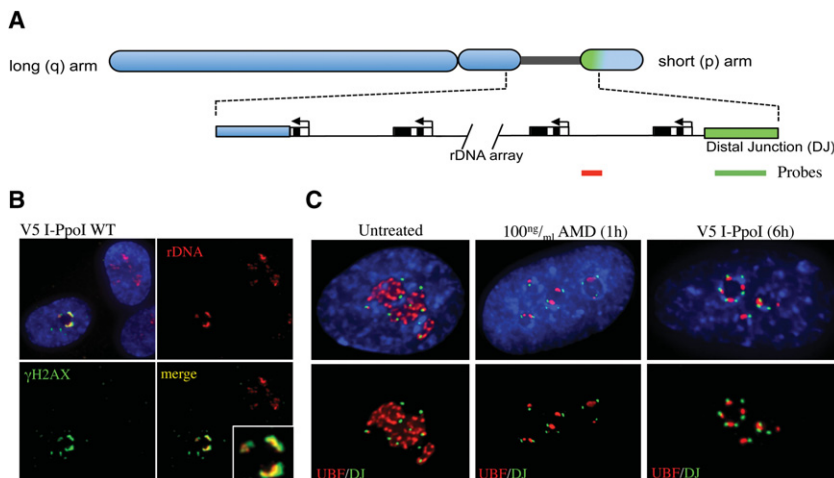 A
long (q) arm
short (p) arm
rDNA array
Distal Junction (DJ)
Probes
B
V5 I-PpoI WT
rDNA
γH2AX
merge
C
Untreated
100ng/ml AMD (1h)
V5 I-PpoI (6h)
UBF/DJ
UBF/DJ
UBF/DJ